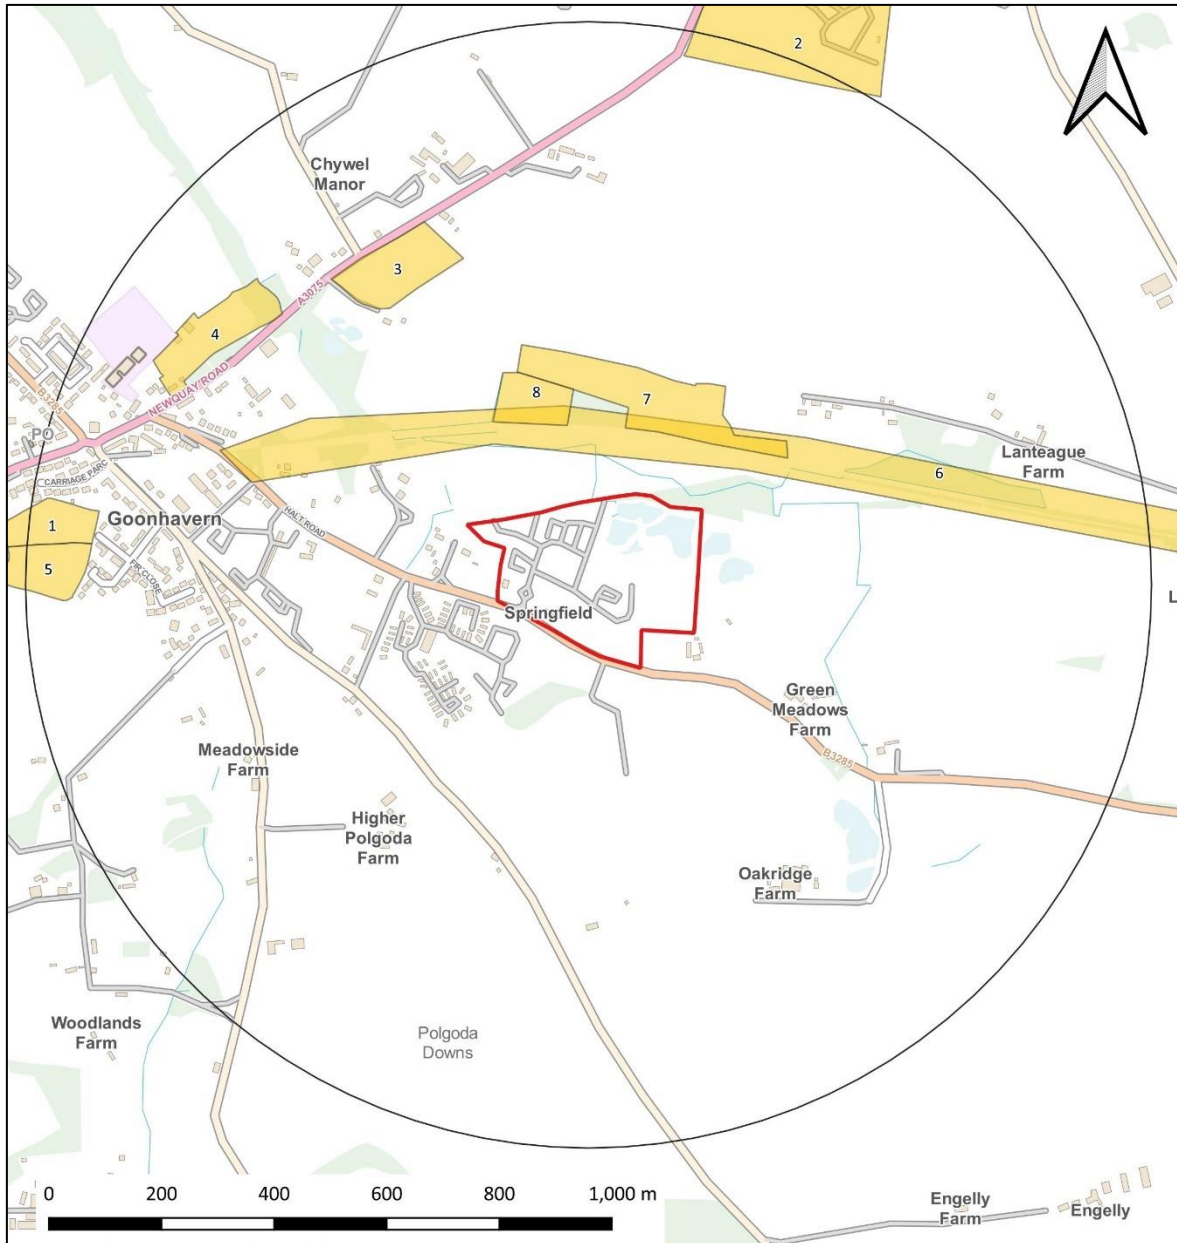 2
Chywel
Manor
3
A3075
4
NEWQUAY ROAD
B3285
PO
8
7
Lanteague
Farm
6
CARRIAGE PARC
1
Goonhavern
HALT ROAD
5
FIR CLOSE
Springfield
L
Green
Meadows
Farm
B3285
Meadowside
Farm
Higher
Polgoda
Farm
Oakridge
Farm
Woodlands
Farm
Polgoda
Downs
0 200 400 600 800 1,000 m
Engelly
Farm
Engelly